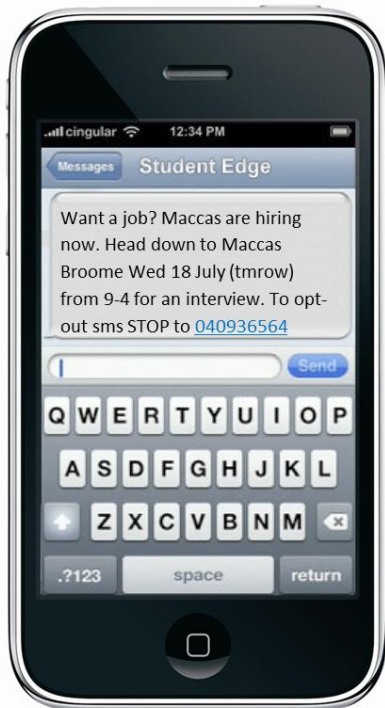 cingular 12:34 PM
Messages Student Edge
Want a job? Maccas are hiring
now. Head down to Maccas
Broome Wed 18 July (tmrow)
from 9-4 for an interview. To opt-
out sms STOP to 040936564
Send
Q W E R T Y U I O P
A S D F G H J K L
Z X C V B N M
.?123 space return